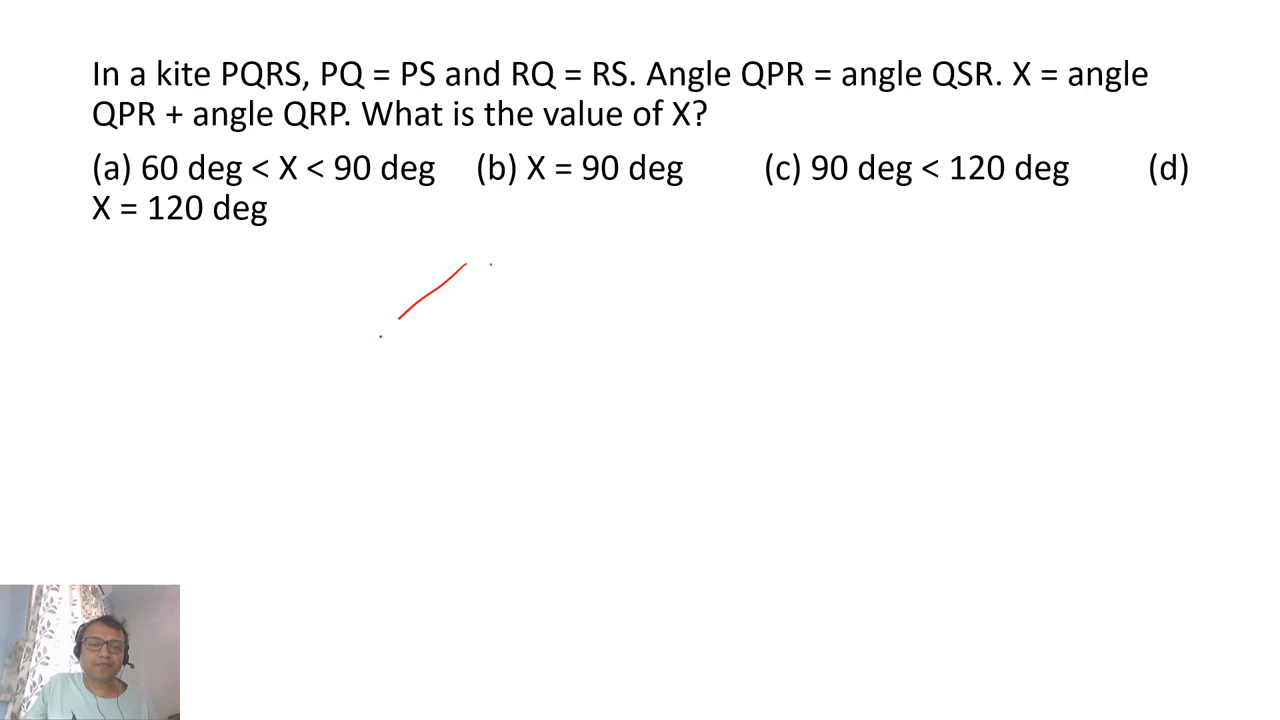 In a kite PQRS, PQ = PS and RQ = RS. Angle QPR = angle QSR. X = angle
QPR + angle QRP. What is the value of X?
(a) 60 deg < X < 90 deg (b) X = 90 deg (c) 90 deg < 120 deg (d)
X = 120 deg